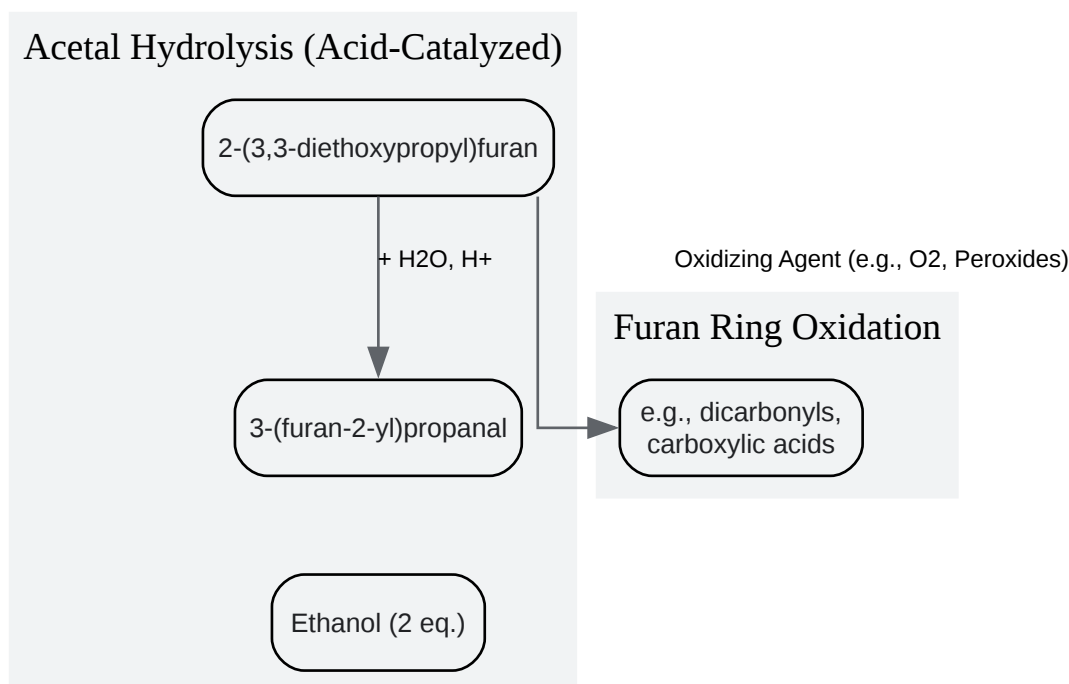 Acetal Hydrolysis (Acid-Catalyzed)
2-(3,3-diethoxypropyl)furan
+ H2O, H+
Oxidizing Agent (e.g., O2, Peroxides)
Furan Ring Oxidation
3-(furan-2-yl)propanal
e.g., dicarbonyls,
carboxylic acids
Ethanol (2 eq.)